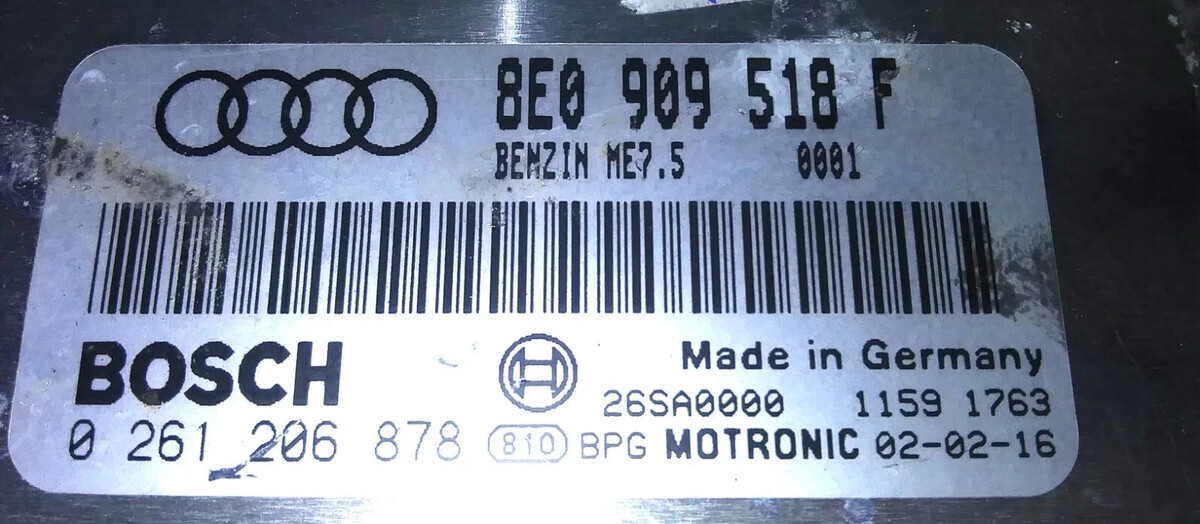 8E0 909 518 F
BENZIN ME7.5 0001
BOSCH
Made in Germany
26SA0000 1159 1763
0 261 206 878 810 BPG MOTRONIC 02-02-16